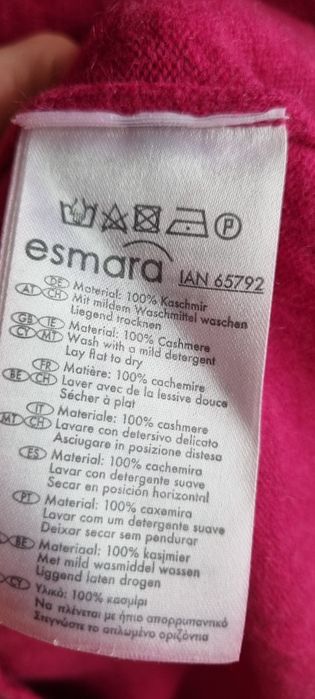 P
esmara IAN 65792
DE Material: 100% Kaschmir
AT CH Mit mildem Waschmittel waschen
Liegend trocknen
GB IE Material: 100% Cashmere
CY MT Wash with a mild detergent
Lay flat to dry
FR Matière: 100% cachemire
BE CH Laver avec de la lessive douce
Sécher à plat
IT Materiale: 100% cashmere
MT CH Lavare con detersivo delicato
Asciugare in posizione distesa
ES Material: 100% cachemira
Lavar con detergente suave
Secar en posición horizontal
PT Material: 100% caxemira
Lavar com um detergente suave
Deixar secar sem pendurar
BE Materiaal: 100% kasjmier
Met mild wasmiddel wassen
Liggend laten drogen
CY Υλικό: 100% κασμίρι
Να πλένεται με ήπιο απορρυπαντικό
Στεγνώστε το απλωμένο οριζόντια